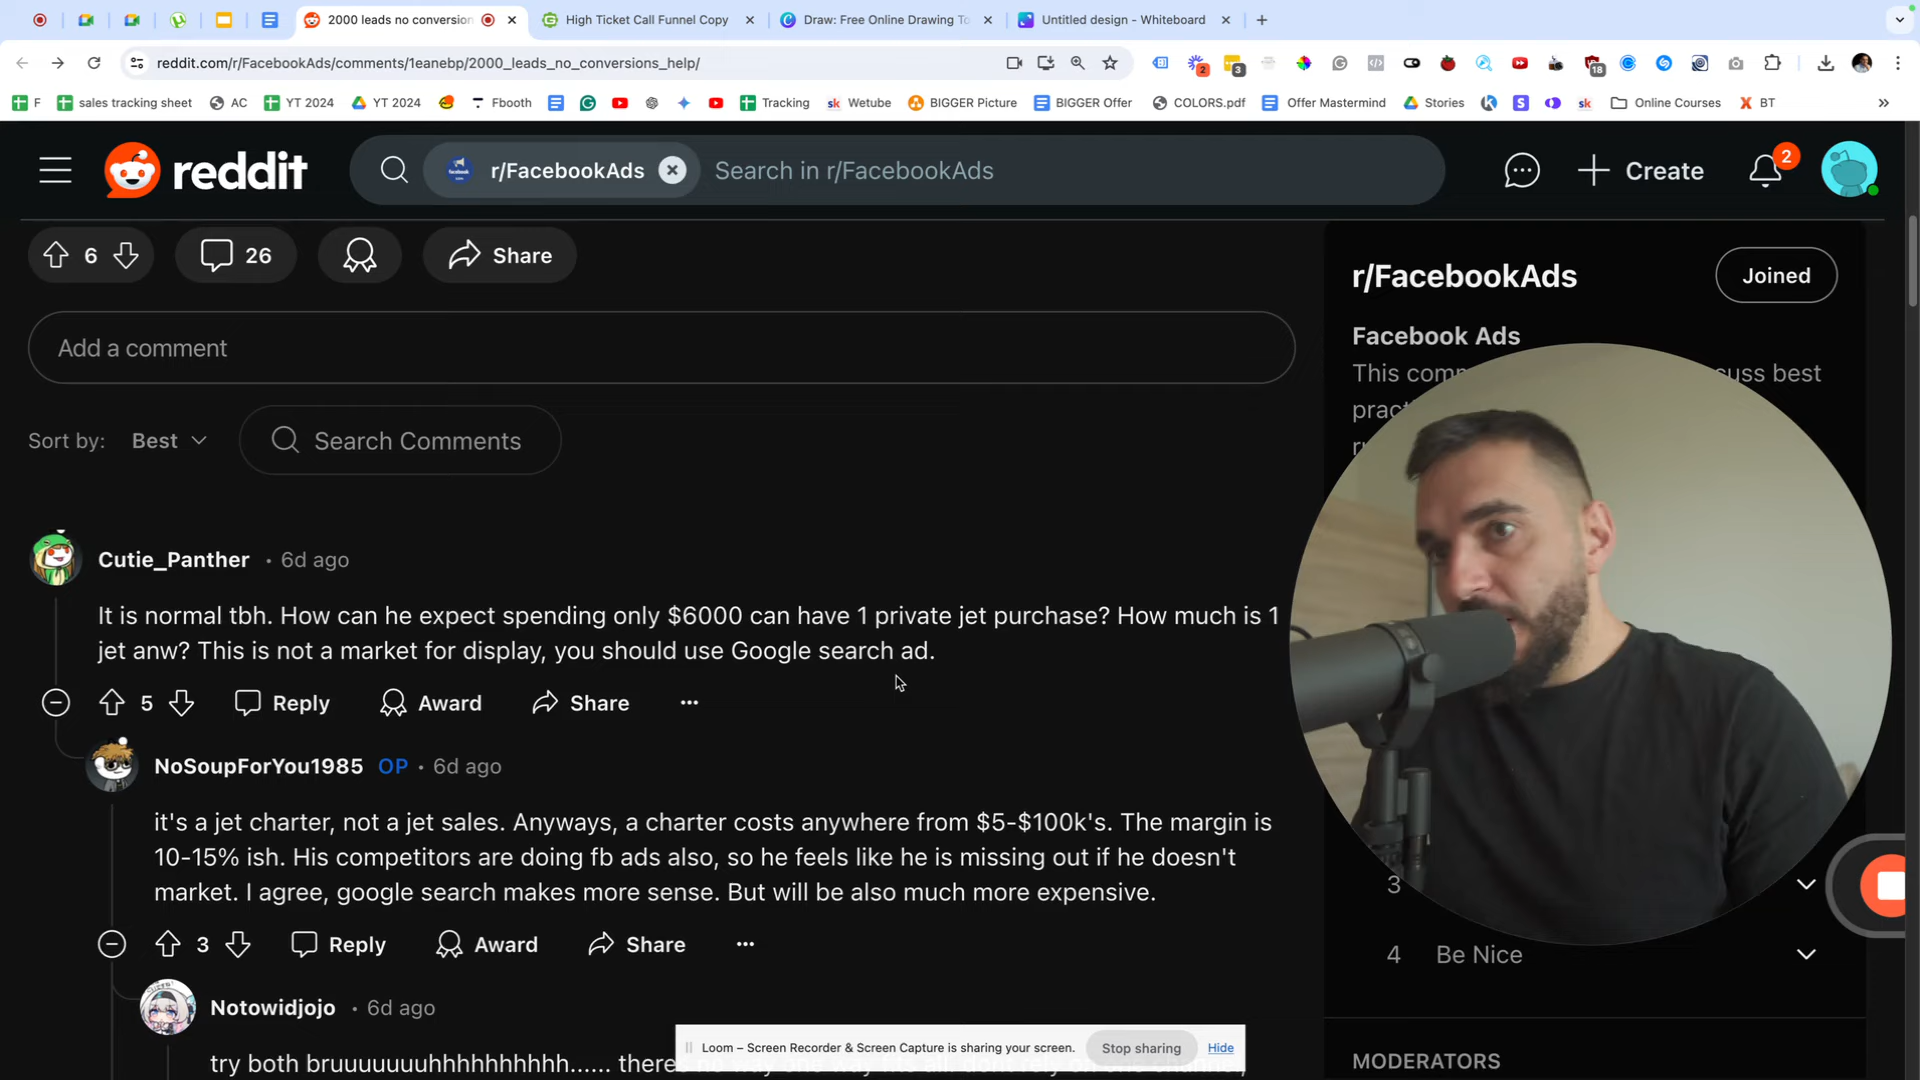 2000 leads no conversion
High Ticket Call Funnel Copy
Draw: Free Online Drawing To
Untitled design - Whiteboard
reddit.com/r/FacebookAds/comments/1eanebp/2000_leads_no_conversions_help/
2
3
18
F
sales tracking sheet
AC
YT 2024
YT 2024
Fbooth
Tracking
sk Wetube
BIGGER Picture
BIGGER Offer
COLORS.pdf
Offer Mastermind
Stories
sk
Online Courses
BT
reddit
r/FacebookAds
Search in r/FacebookAds
Create
2
6
26
Share
r/FacebookAds
Joined
Add a comment
Facebook Ads
This
uss best
Sort by:
Best
Search Comments
Cutie_Panther • 6d ago
It is normal tbh. How can he expect spending only $6000 can have 1 private jet purchase? How much is 1
jet anw? This is not a market for display, you should use Google search ad.
5
Reply
Award
Share
NoSoupForYou1985 OP • 6d ago
it's a jet charter, not a jet sales. Anyways, a charter costs anywhere from $5-$100k's. The margin is
10-15% ish. His competitors are doing fb ads also, so he feels like he is missing out if he doesn't
market. I agree, google search makes more sense. But will be also much more expensive.
3
Reply
Award
Share
3
4 Be Nice
Notowidjojo • 6d ago
try both bruuuuuuuhhhhhhhhhhh......
Loom – Screen Recorder & Screen Capture is sharing your screen.
Stop sharing
Hide
MODERATORS